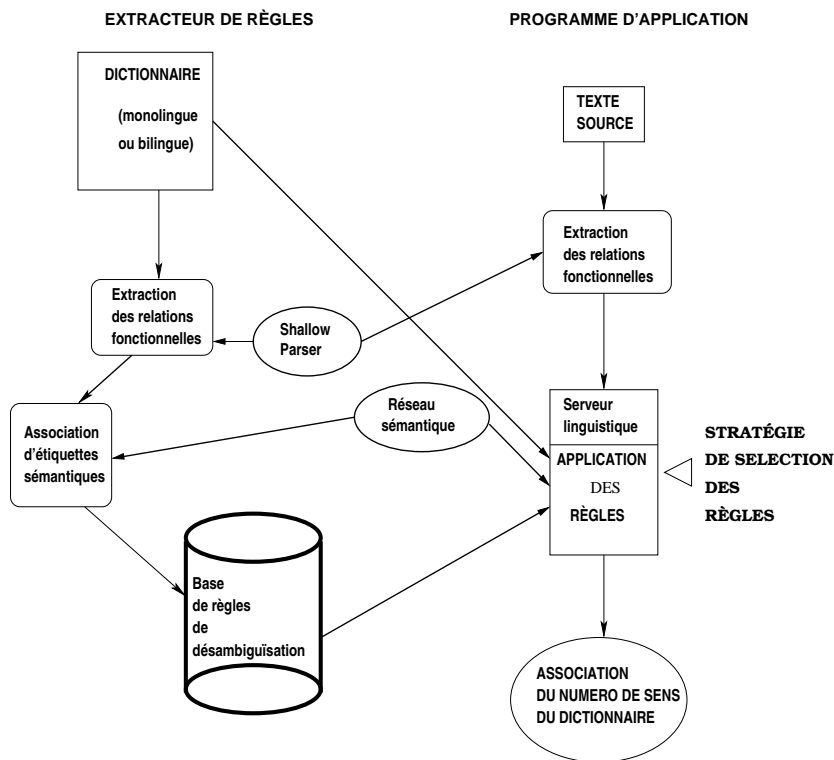 EXTRACTEUR DE RÈGLES
PROGRAMME D'APPLICATION
DICTIONNAIRE
(monolingue
ou bilingue)
TEXTE
SOURCE
Extraction
des relations
fonctionnelles
Extraction
des relations
fonctionnelles
Shallow
Parser
Réseau
sémantique
Association
d'étiquettes
sémantiques
Serveur
linguistique
APPLICATION
DES
RÈGLES
STRATÉGIE
DE SELECTION
DES
RÈGLES
Base
de règles
de
désambiguïsation
ASSOCIATION
DU NUMERO DE SENS
DU DICTIONNAIRE